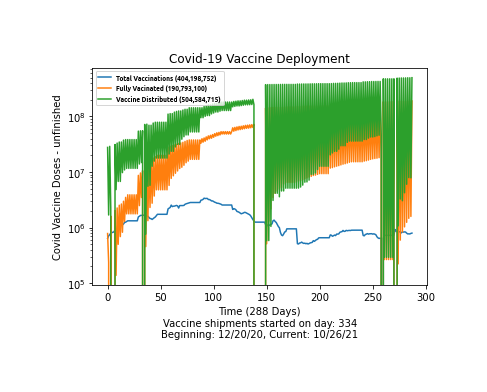 Covid-19 Vaccine Deployment
Total Vaccinations (404,198,752)
Fully Vacinated (190,793,100)
Vaccine Distributed (504,584,715)
Covid Vaccine Doses - unfinished
10⁸
10⁷
10⁶
10⁵
0 50 100 150 200 250 300
Time (288 Days)
Vaccine shipments started on day: 334
Beginning: 12/20/20, Current: 10/26/21